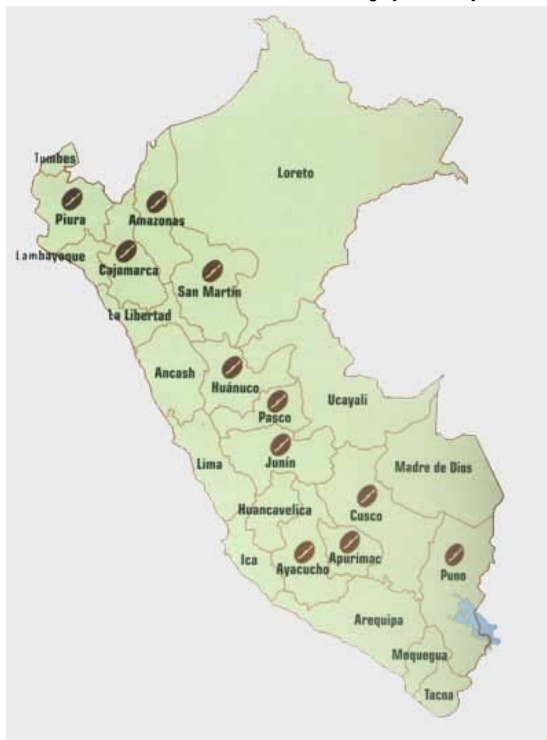 Tumbes
Loreto
Piura
Amazonas
Lambayeque
Cajamarca
San Martín
La Libertad
Ancash
Huánuco
Ucayali
Pasco
Lima
Junín
Madre de Dios
Huancavelica
Cusco
Ica
Ayacucho
Apurimac
Puno
Arequipa
Moquegua
Tacna